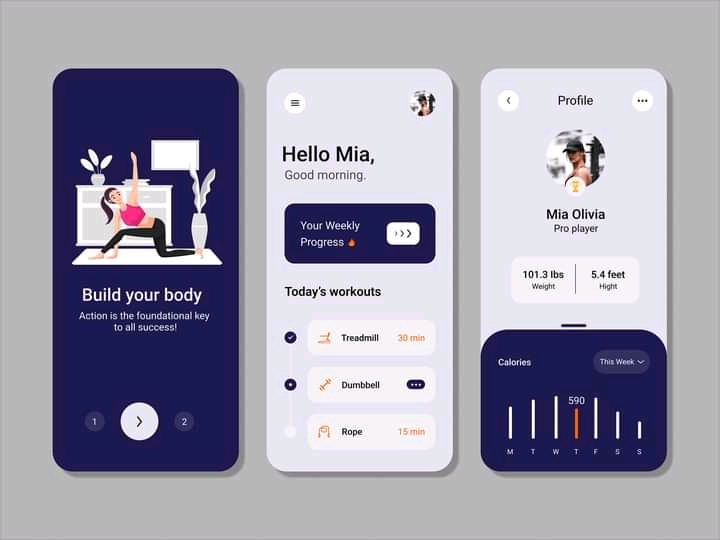 Build your body
Action is the foundational key
to all success!
1
2
Hello Mia,
Good morning.
Your Weekly
Progress
Today's workouts
Treadmill 30 min
Dumbbell
Rope 15 min
Profile
Mia Olivia
Pro player
101.3 lbs 5.4 feet
Weight Hight
Calories This Week
590
M T W T F S S